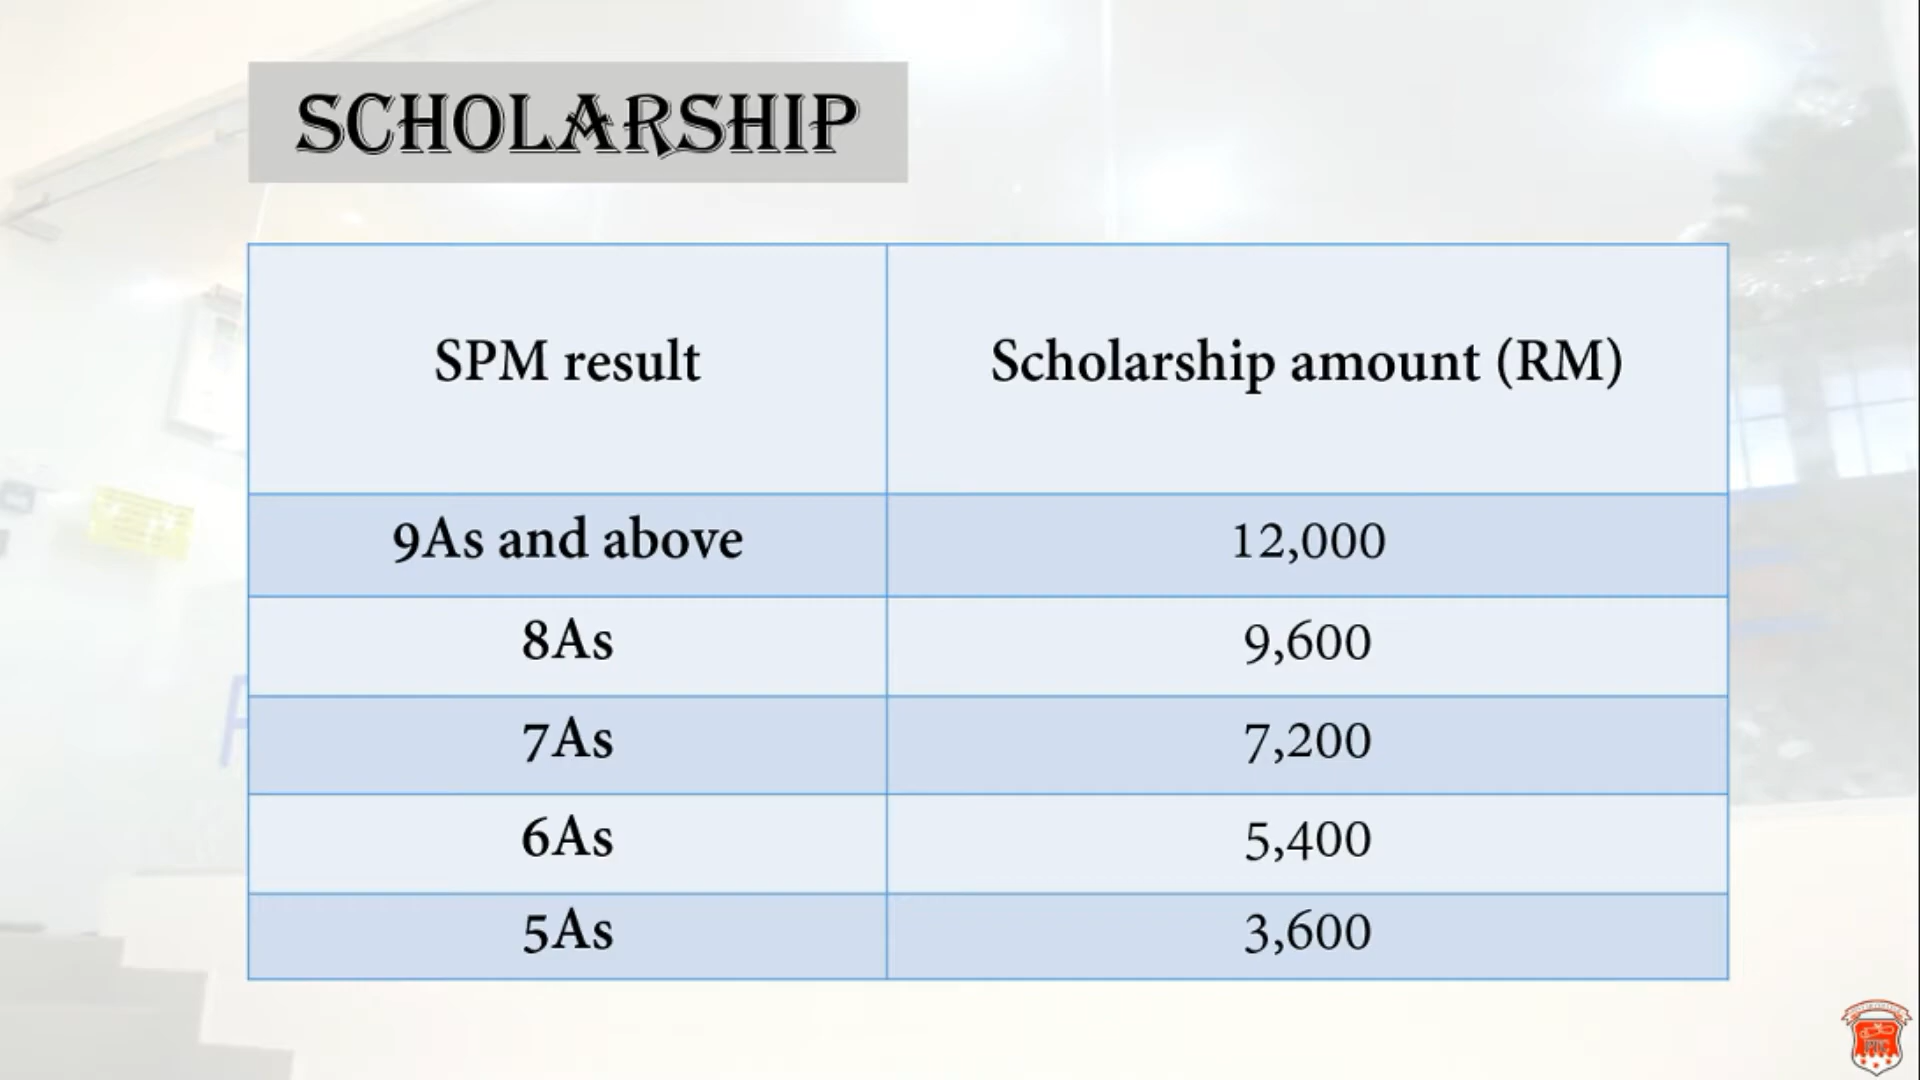 SCHOLARSHIP
SPM result
Scholarship amount (RM)
9As and above
12,000
8As
9,600
7As
7,200
6As
5,400
5As
3,600